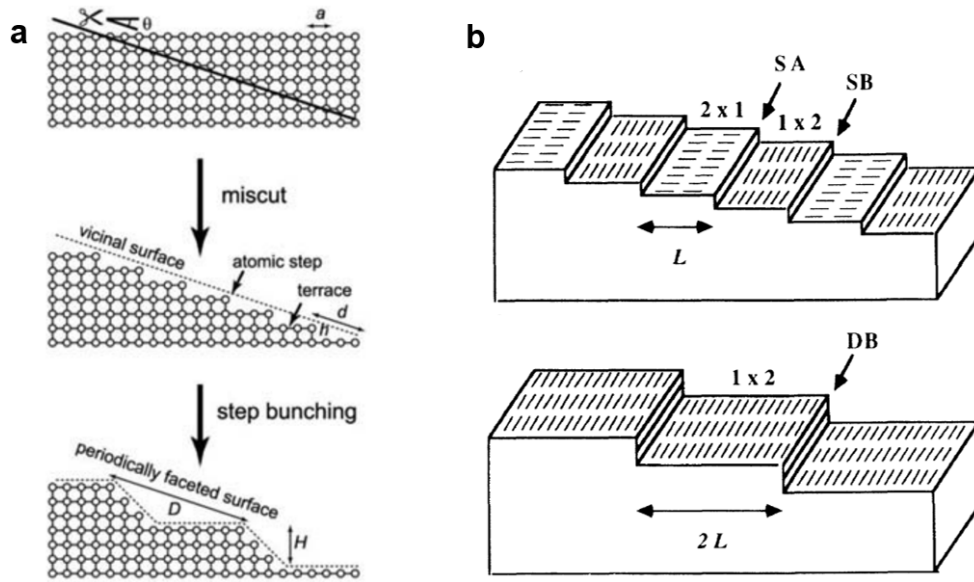 a
θ
a
miscut
vicinal surface
atomic step
terrace
d
h
step bunching
periodically faceted surface
D
H
b
SA
SB
2 x 1
1 x 2
L
DB
1 x 2
2 L